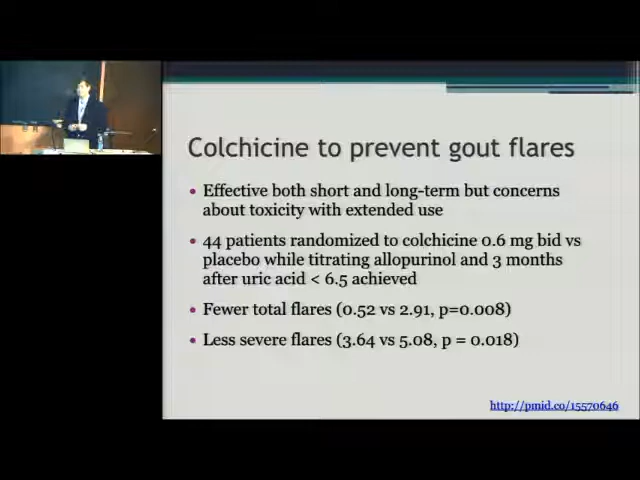 Colchicine to prevent gout flares
• Effective both short and long-term but concerns
about toxicity with extended use
• 44 patients randomized to colchicine 0.6 mg bid vs
placebo while titrating allopurinol and 3 months
after uric acid < 6.5 achieved
• Fewer total flares (0.52 vs 2.91, p=0.008)
• Less severe flares (3.64 vs 5.08, p = 0.018)
http://pmid.co/15570646